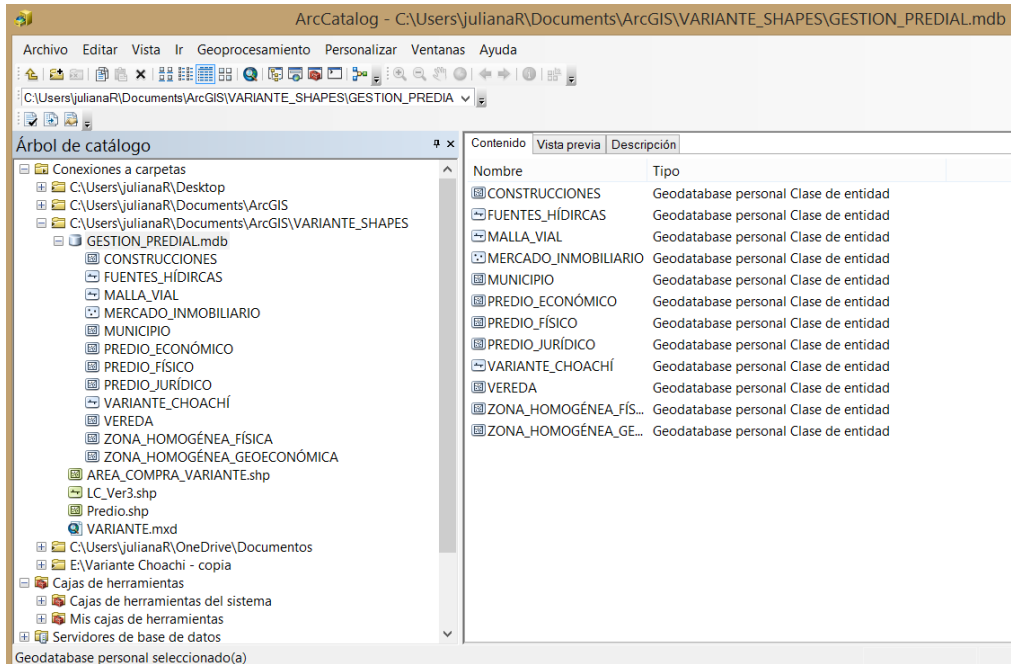 ArcCatalog - C:\Users\julianaR\Documents\ArcGIS\VARIANTE_SHAPES\GESTION_PREDIAL.mdb
Archivo Editar Vista Ir Geoprocesamiento Personalizar Ventanas Ayuda
C:\Users\julianaR\Documents\ArcGIS\VARIANTE_SHAPES\GESTION_PREDIA
Árbol de catálogo
Conexiones a carpetas
C:\Users\julianaR\Desktop
C:\Users\julianaR\Documents\ArcGIS
C:\Users\julianaR\Documents\ArcGIS\VARIANTE_SHAPES
GESTION_PREDIAL.mdb
CONSTRUCCIONES
FUENTES_HÍDIRCAS
MALLA_VIAL
MERCADO_INMOBILIARIO
MUNICIPIO
PREDIO_ECONÓMICO
PREDIO_FÍSICO
PREDIO_JURÍDICO
VARIANTE_CHOACHÍ
VEREDA
ZONA_HOMOGÉNEA_FÍSICA
ZONA_HOMOGÉNEA_GEOECONÓMICA
AREA_COMPRA_VARIANTE.shp
LC_Ver3.shp
Predio.shp
VARIANTE.mxd
C:\Users\julianaR\OneDrive\Documentos
E:\Variante Choachi - copia
Cajas de herramientas
Cajas de herramientas del sistema
Mis cajas de herramientas
Servidores de base de datos
Contenido Vista previa Descripción
Nombre Tipo
CONSTRUCCIONES Geodatabase personal Clase de entidad
FUENTES_HÍDIRCAS Geodatabase personal Clase de entidad
MALLA_VIAL Geodatabase personal Clase de entidad
MERCADO_INMOBILIARIO Geodatabase personal Clase de entidad
MUNICIPIO Geodatabase personal Clase de entidad
PREDIO_ECONÓMICO Geodatabase personal Clase de entidad
PREDIO_FÍSICO Geodatabase personal Clase de entidad
PREDIO_JURÍDICO Geodatabase personal Clase de entidad
VARIANTE_CHOACHÍ Geodatabase personal Clase de entidad
VEREDA Geodatabase personal Clase de entidad
ZONA_HOMOGÉNEA_FÍS... Geodatabase personal Clase de entidad
ZONA_HOMOGÉNEA_GE... Geodatabase personal Clase de entidad
Geodatabase personal seleccionado(a)